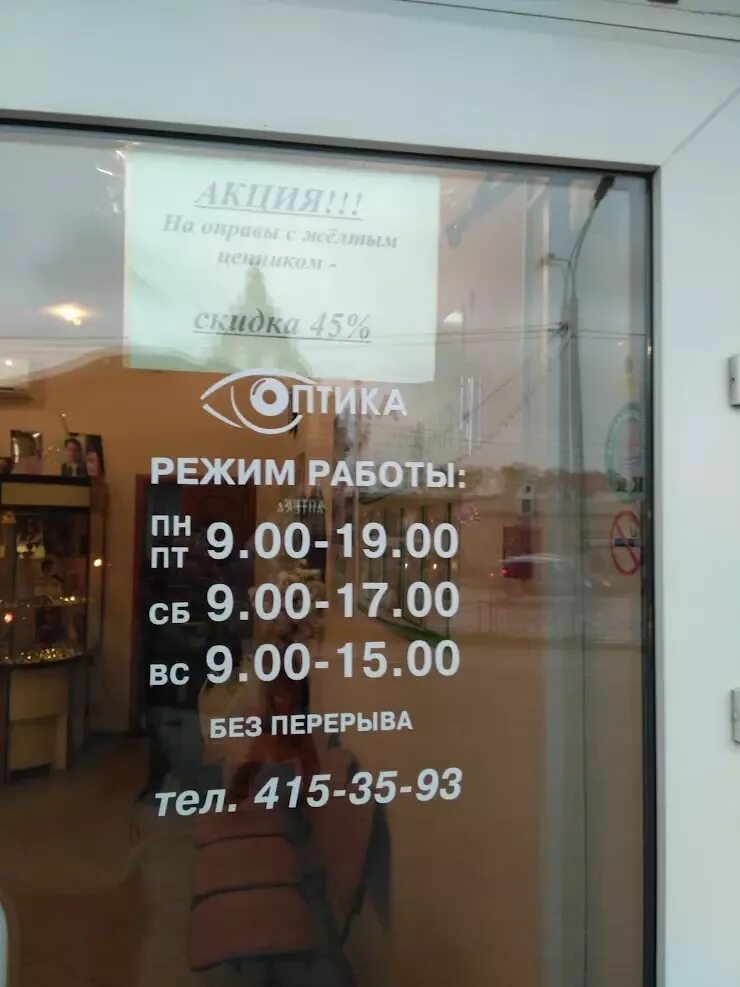 АКЦИЯ!!!
На оправы с жёлтым
ценником -
скидка 45%
ОПТИКА
РЕЖИМ РАБОТЫ:
ПН
ПТ 9.00-19.00
СБ 9.00-17.00
ВС 9.00-15.00
БЕЗ ПЕРЕРЫВА
тел. 415-35-93